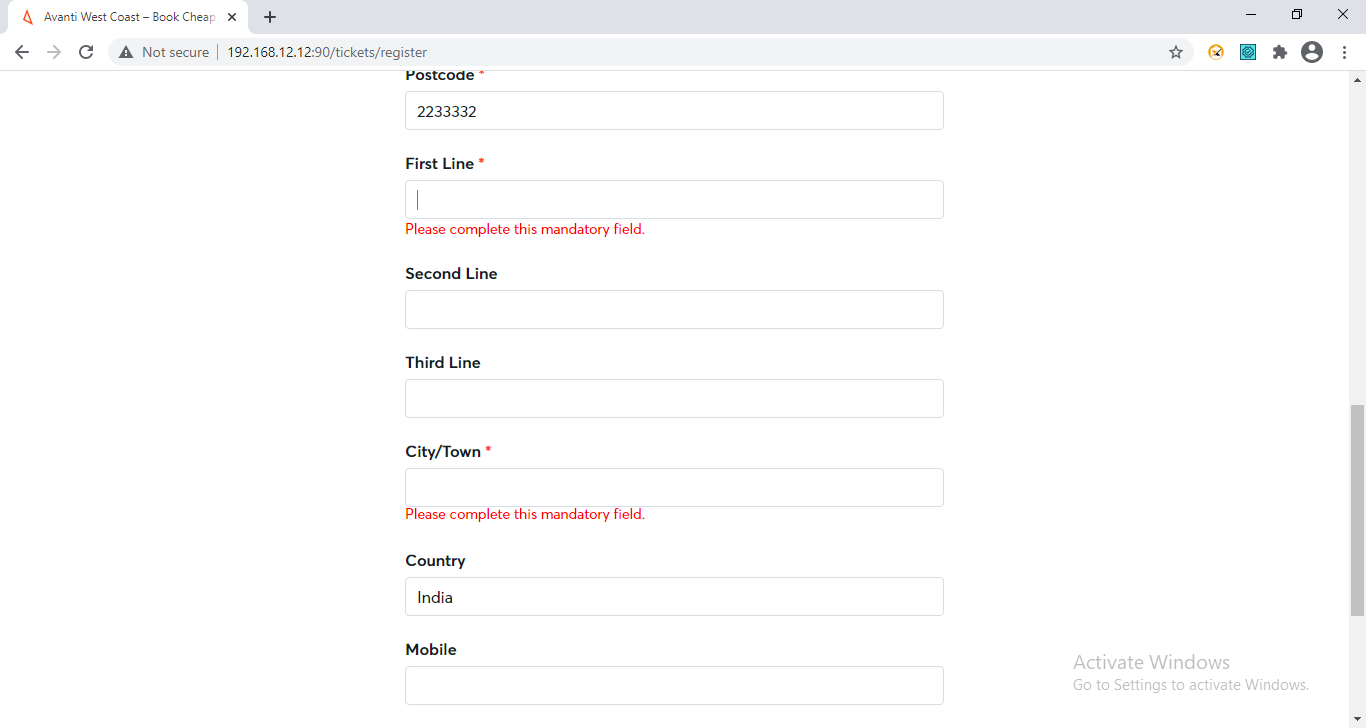 Avanti West Coast – Book Cheap
Not secure
192.168.12.12:90/tickets/register
Postcode *
2233332
First Line *
Please complete this mandatory field.
Second Line
Third Line
City/Town *
Please complete this mandatory field.
Country
India
Mobile
Activate Windows
Go to Settings to activate Windows.